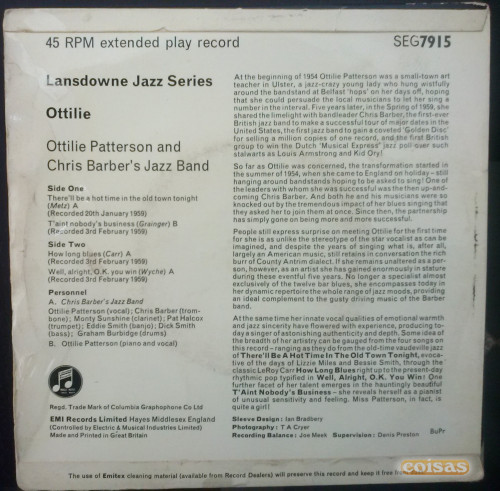 45 RPM extended play record
SEG7915
Lansdowne Jazz Series
Ottilie
Ottilie Patterson and
Chris Barber's Jazz Band
Side One
There'll be a hot time in the old town tonight
(Metz) A
(Recorded 20th January 1959)
T'aint nobody's business (Grainger) B
(Recorded 3rd February 1959)
Side Two
How long blues (Carr) A
(Recorded 3rd February 1959)
Well, alright, O.K. you win (Wyche) A
(Recorded 3rd February 1959)
Personnel
A. Chris Barber's Jazz Band
Ottilie Patterson (vocal); Chris Barber (trom-
bone); Monty Sunshine (clarinet); Pat Halcox
(trumpet); Eddie Smith (banjo); Dick Smith
(bass); Graham Burbidge (drums)
B. Ottilie Patterson (piano and vocal)
Regd. Trade Mark of Columbia Graphophone Co Ltd
EMI Records Limited Hayes Middlesex England
(Controlled by Electric & Musical Industries Limited)
Made and Printed in Great Britain
At the beginning of 1954 Ottilie Patterson was a small-town art
teacher in Ulster, a jazz-crazy young lady who hung wistfully
around the bandstand at Belfast 'hops' on her days off, hoping
that she could persuade the local musicians to let her sing a
number in the interval. Five years later, in the Spring of 1959, she
shared the limelight with bandleader Chris Barber, the first-ever
British jazz band to make a successful tour of major dates in the
United States, the first jazz band to gain a coveted 'Golden Disc'
for selling a million copies of one record, and the first British
group to win the Dutch 'Musical Express' jazz poll over such
stalwarts as Louis Armstrong and Kid Ory!
So far as Ottilie was concerned, the transformation started in
the summer of 1954, when she came to England on holiday - still
hanging around bandstands hoping to be asked to sing! One of
the leaders with whom she was successful was the then up-and-
coming Chris Barber. And both he and his musicians were so
knocked out by the tremendous impact of her blues singing that
they asked her to join them at once. Since then, the partnership
has simply gone on being more and more successful.
People still express surprise on meeting Ottilie for the first time
for she is as unlike the stereotype of the star vocalist as can be
imagined, and despite the years of singing what is, after all,
largely an American music, still retains in conversation the rich
burr of County Antrim dialect. If she remains unaltered as a per-
son, however, as an artist she has gained enormously in stature
during these eventful five years. No longer a specialist almost
exclusively of the twelve bar blues, she encompasses today in
her dynamic repertoire the whole range of jazz moods, providing
an ideal complement to the gusty driving music of the Barber
band.
At the same time her innate vocal qualities of emotional warmth
and jazz sincerity have flowered with experience, producing to-
day a singer of astonishing authenticity and depth. Some idea of
the breadth of her artistry can be gauged from the four songs on
this record - ranging as they do from the old-time vaudeville jazz
of There'll Be A Hot Time In The Old Town Tonight, evoca-
tive of the days of Lizzie Miles and Bessie Smith, through the
classic LeRoy Carr How Long Blues right up to the present-day
rhythmic pop typified in Well, Alright, O.K. You Win! One
further facet of her talent emerges in the hauntingly beautiful
T'Aint Nobody's Business - she reveals herself as a pianist
of unusual sensitivity and feeling. Miss Patterson, in fact, is
quite a girl!
Sleeve Design : Ian Bradbery
Photography : T A Cryer
Recording Balance : Joe Meek Supervision : Denis Preston
BuPr
The use of Emitex cleaning material (available from Record Dealers) will preserve this record and keep it free from
eoisas